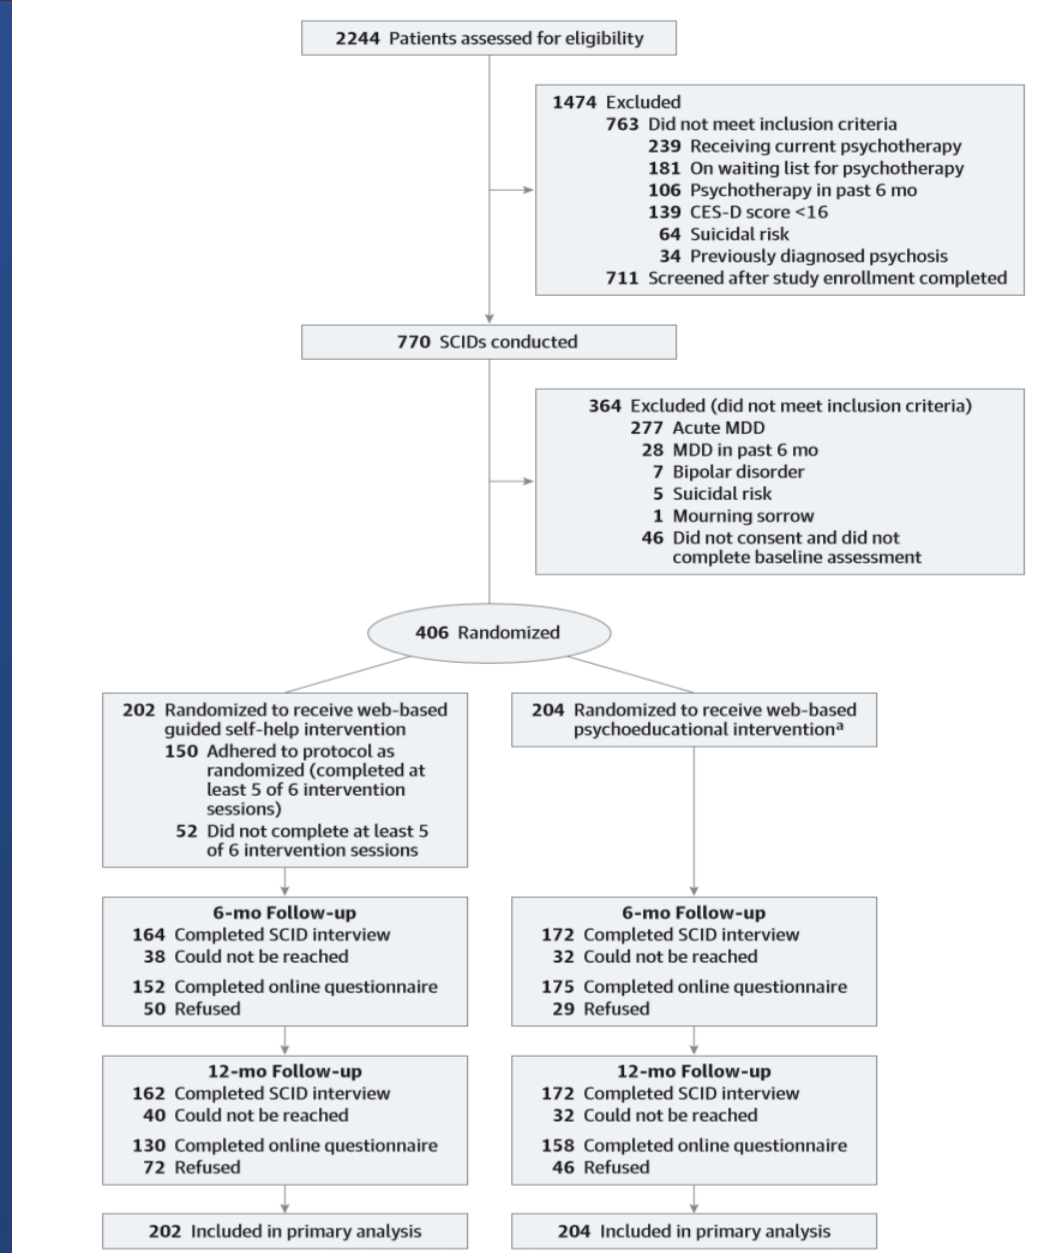 2244 Patients assessed for eligibility
1474 Excluded
763 Did not meet inclusion criteria
239 Receiving current psychotherapy
181 On waiting list for psychotherapy
106 Psychotherapy in past 6 mo
139 CES-D score <16
64 Suicidal risk
34 Previously diagnosed psychosis
711 Screened after study enrollment completed
770 SCIDs conducted
364 Excluded (did not meet inclusion criteria)
277 Acute MDD
28 MDD in past 6 mo
7 Bipolar disorder
5 Suicidal risk
1 Mourning sorrow
46 Did not consent and did not
complete baseline assessment
406 Randomized
202 Randomized to receive web-based
guided self-help intervention
150 Adhered to protocol as
randomized (completed at
least 5 of 6 intervention
sessions)
52 Did not complete at least 5
of 6 intervention sessions
204 Randomized to receive web-based
psychoeducational interventionᵃ
6-mo Follow-up
164 Completed SCID interview
38 Could not be reached
152 Completed online questionnaire
50 Refused
6-mo Follow-up
172 Completed SCID interview
32 Could not be reached
175 Completed online questionnaire
29 Refused
12-mo Follow-up
162 Completed SCID interview
40 Could not be reached
130 Completed online questionnaire
72 Refused
12-mo Follow-up
172 Completed SCID interview
32 Could not be reached
158 Completed online questionnaire
46 Refused
202 Included in primary analysis
204 Included in primary analysis